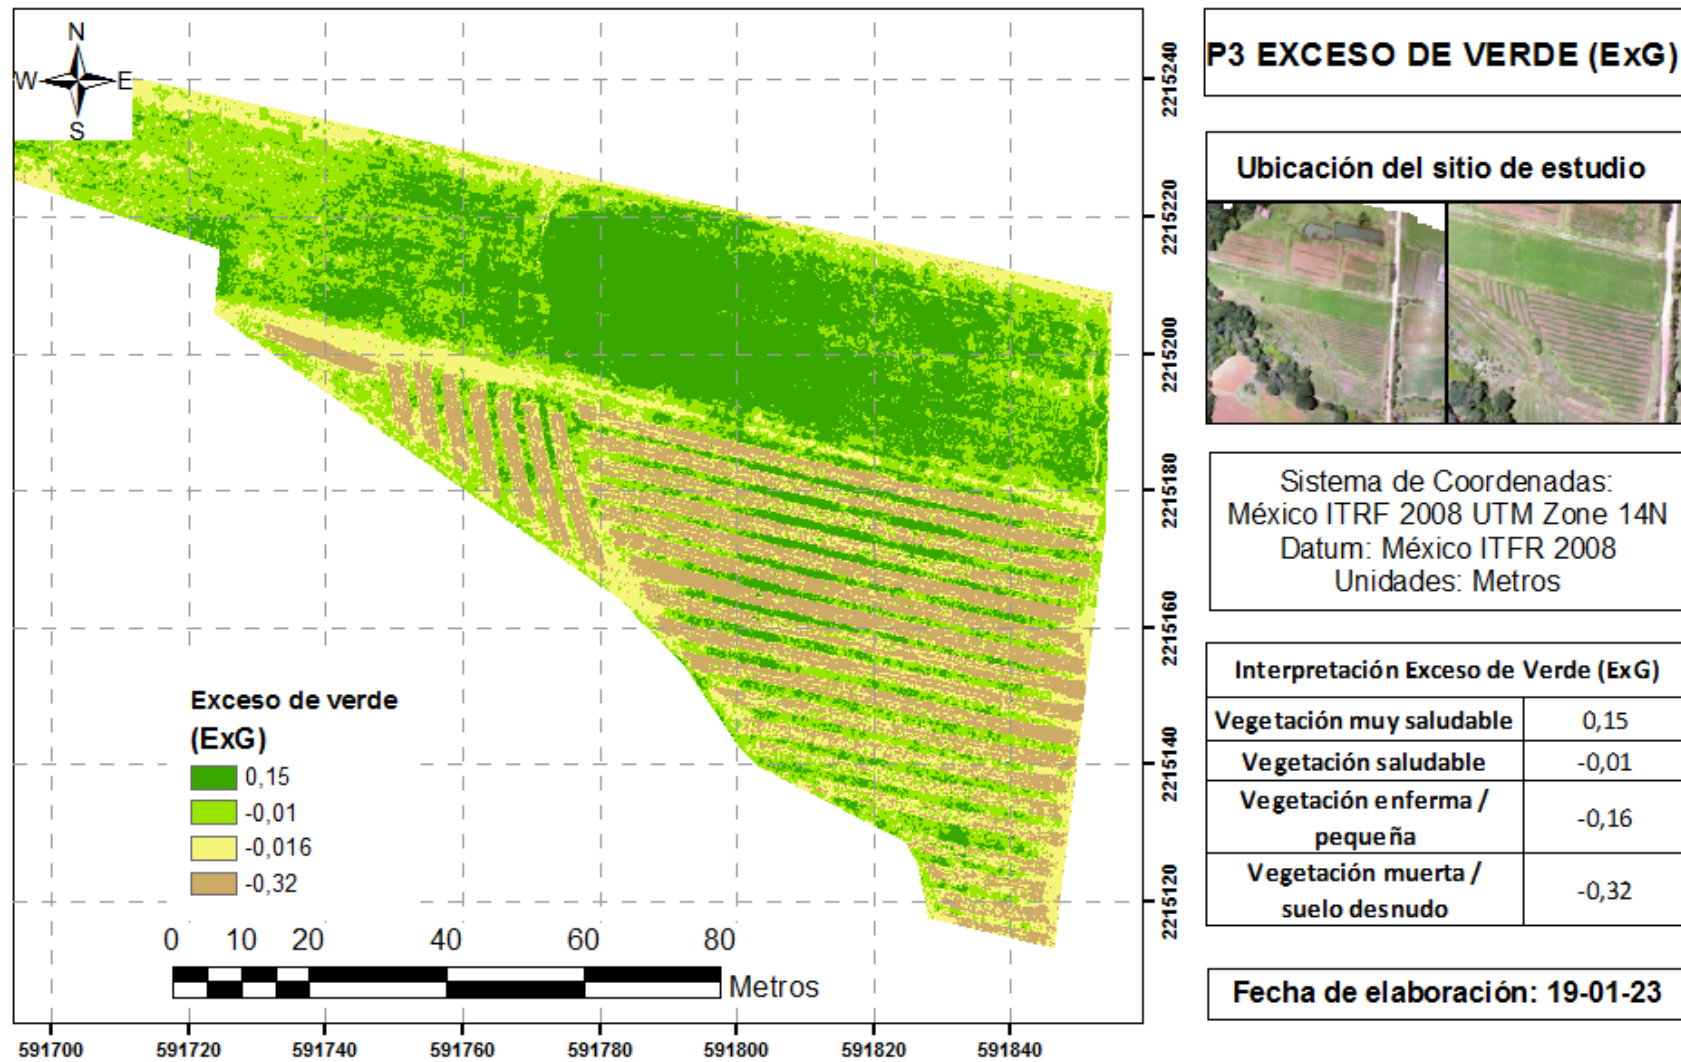 N
W E
S
Exceso de verde
(ExG)
0,15
-0,01
-0,016
-0,32
0 10 20 40 60 80
Metros
591700 591720 591740 591760 591780 591800 591820 591840
2215240
2215220
2215200
2215180
2215160
2215140
2215120
P3 EXCESO DE VERDE (ExG)
Ubicación del sitio de estudio
Sistema de Coordenadas:
México ITRF 2008 UTM Zone 14N
Datum: México ITFR 2008
Unidades: Metros
Interpretación Exceso de Verde (ExG)
Vegetación muy saludable 0,15
Vegetación saludable -0,01
Vegetación enferma /
pequeña -0,16
Vegetación muerta /
suelo desnudo -0,32
Fecha de elaboración: 19-01-23